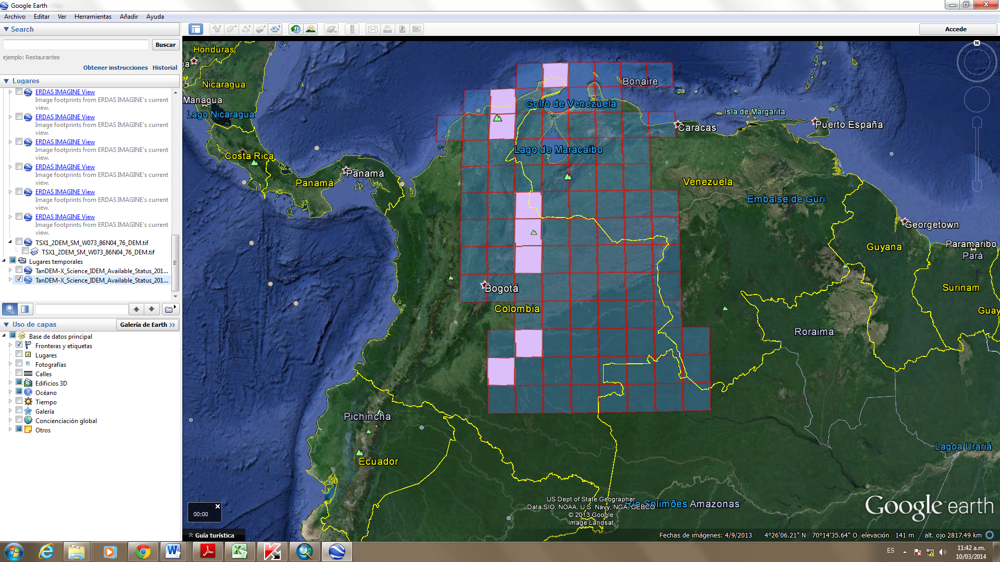 Google Earth
Archivo Editar Ver Herramientas Añadir Ayuda
Search
Buscar
ejemplo: Restaurantes
Obtener instrucciones Historial
Lugares
ERDAS IMAGINE View
Image footprints from ERDAS IMAGINE's current
view.
ERDAS IMAGINE View
Image footprints from ERDAS IMAGINE's current
view.
ERDAS IMAGINE View
Image footprints from ERDAS IMAGINE's current
view.
ERDAS IMAGINE View
Image footprints from ERDAS IMAGINE's current
view.
ERDAS IMAGINE View
Image footprints from ERDAS IMAGINE's current
view.
ERDAS IMAGINE View
Image footprints from ERDAS IMAGINE's current
view.
TSX1_2DEM_SM_W073_86N04_76_DEM.tif
TSX1_2DEM_SM_W073_86N04_76_DEM.tif
Lugares temporales
TanDEM-X_Science_IDEM_Available_Status_201...
TanDEM-X_Science_IDEM_Available_Status_201...
Uso de capas
Galería de Earth >>
Base de datos principal
Fronteras y etiquetas
Lugares
Fotografías
Calles
Edificios 3D
Océano
Tiempo
Galería
Concienciación global
Otros
Accede
N
Honduras
pa
Nicaragua
Managua
Lago Nicaragua
Costa Rica
Panamá
Panamá
Bonaire
Golfo de Venezuela
Isla de Margarita
Caracas
Puerto España
Lago de Maracaibo
Venezuela
Embalse de Guri
Georgetown
Paramaribo
Guyana
Pará
Bogotá
Surinam
Colombia
Guay
Roraima
Pichincha
Lagoa Urariá
Ecuador
Río Solimões Amazonas
US Dept of State Geographer
Data SIO, NOAA, U.S. Navy, NGA, GEBCO
© 2013 Google
Image Landsat
Google earth
00:00
Guía turística
Fechas de imágenes: 4/9/2013 4°26'06.21" N 70°14'35.64" O elevación 141 m alt. ojo 2817.49 km
ES
11:42 a.m.
10/03/2014